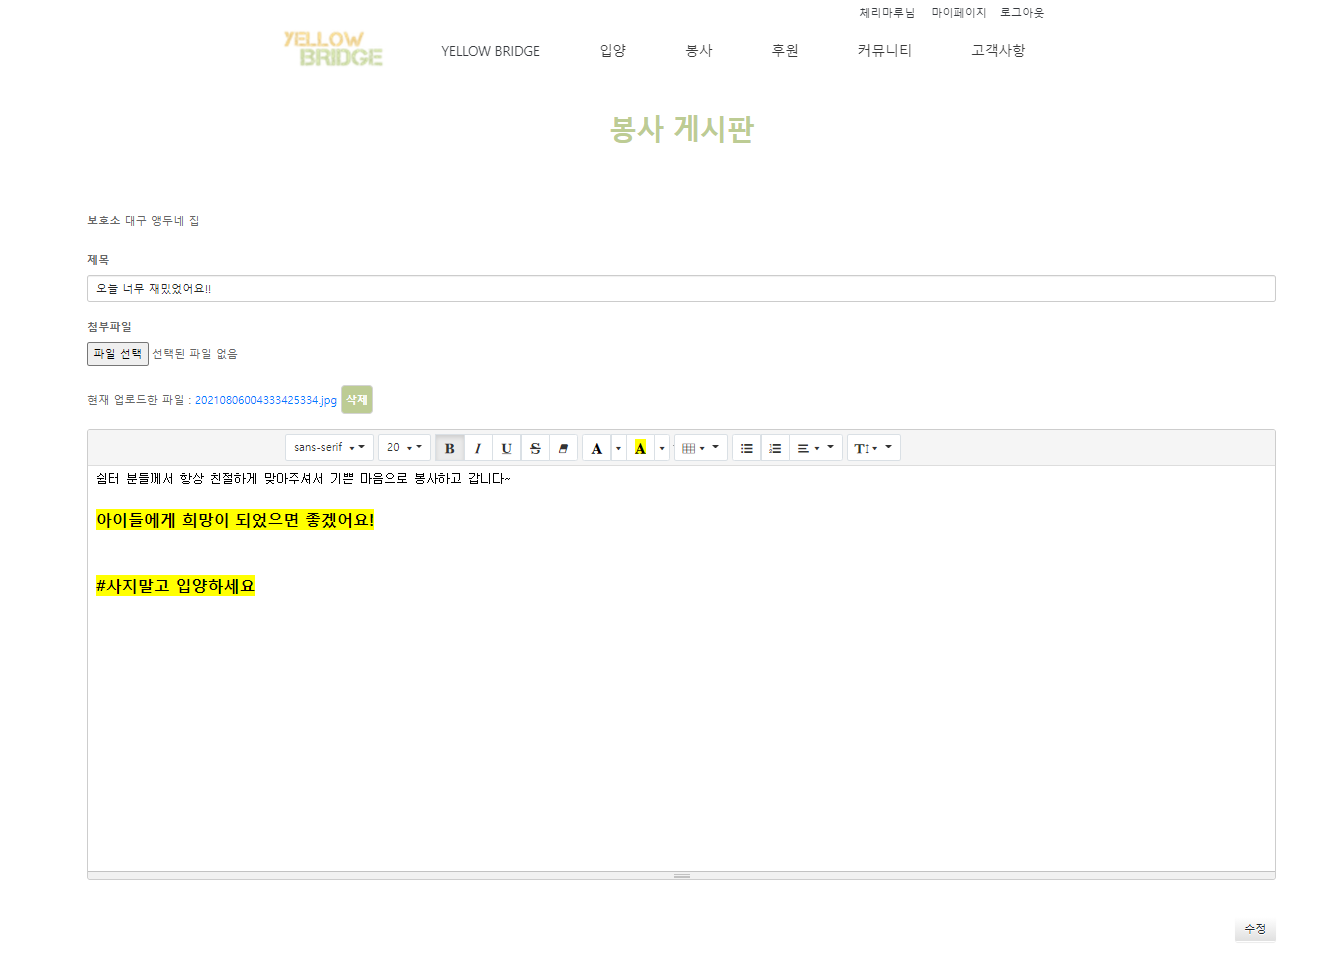 체리마루님 마이페이지 로그아웃
YELLOW
BRIDGE
YELLOW BRIDGE 입양 봉사 후원 커뮤니티 고객사항
봉사 게시판
보호소 대구 앵두네 집
제목
오늘 너무 재밌었어요!!
첨부파일
파일 선택 선택된 파일 없음
현재 업로드한 파일 : 20210806004333425334.jpg 삭제
sans-serif 20 B I U S A A T
쉼터 분들께서 항상 친절하게 맞아주셔서 기쁜 마음으로 봉사하고 갑니다~
아이들에게 희망이 되었으면 좋겠어요!
#사지말고 입양하세요
수정